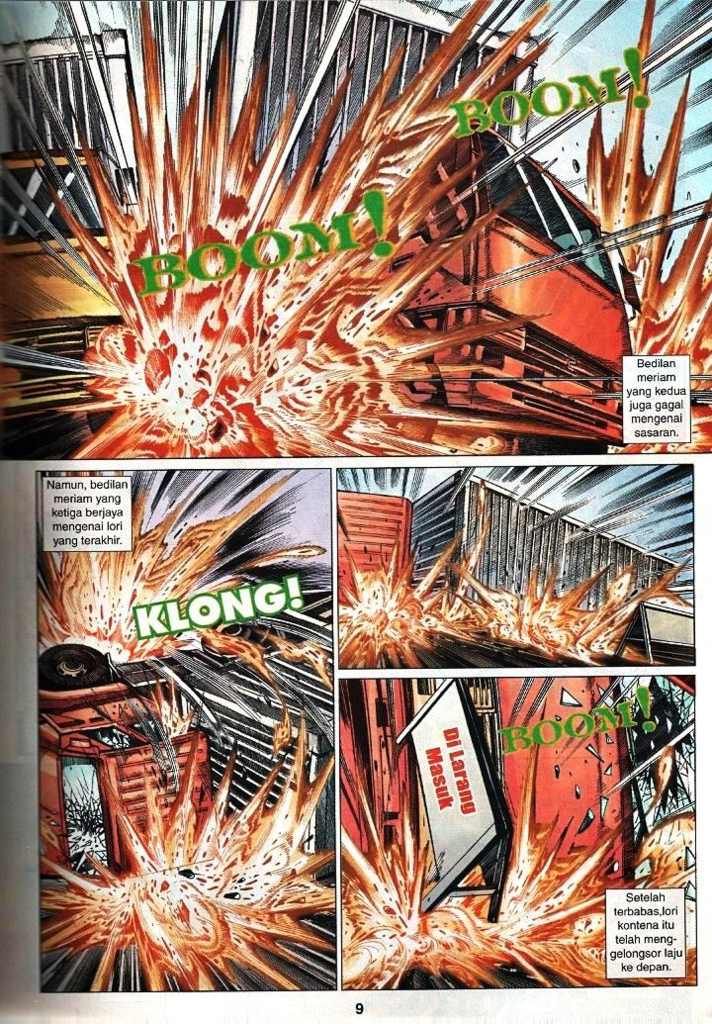 BOOM!
BOOM!
Bedilan
meriam
yang kedua
juga gagal
mengenai
sasaran.
Namun, bedilan
meriam yang
ketiga berjaya
mengenai lori
yang terakhir.
KLONG!
Di Larang
Masuk
BOOM!
Setelah
terbabas,lori
kontena itu
telah meng-
gelongsor laju
ke depan.
9